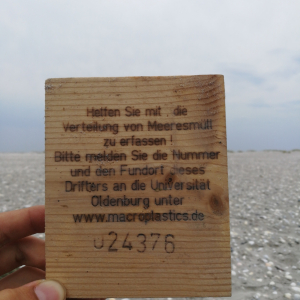 Helfen Sie mit, die
Verteilung von Meeresmüll
zu erfassen!
Bitte melden Sie die Nummer
und den Fundort dieses
Drifters an die Universität
Oldenburg unter
www.macroplastics.de
024376